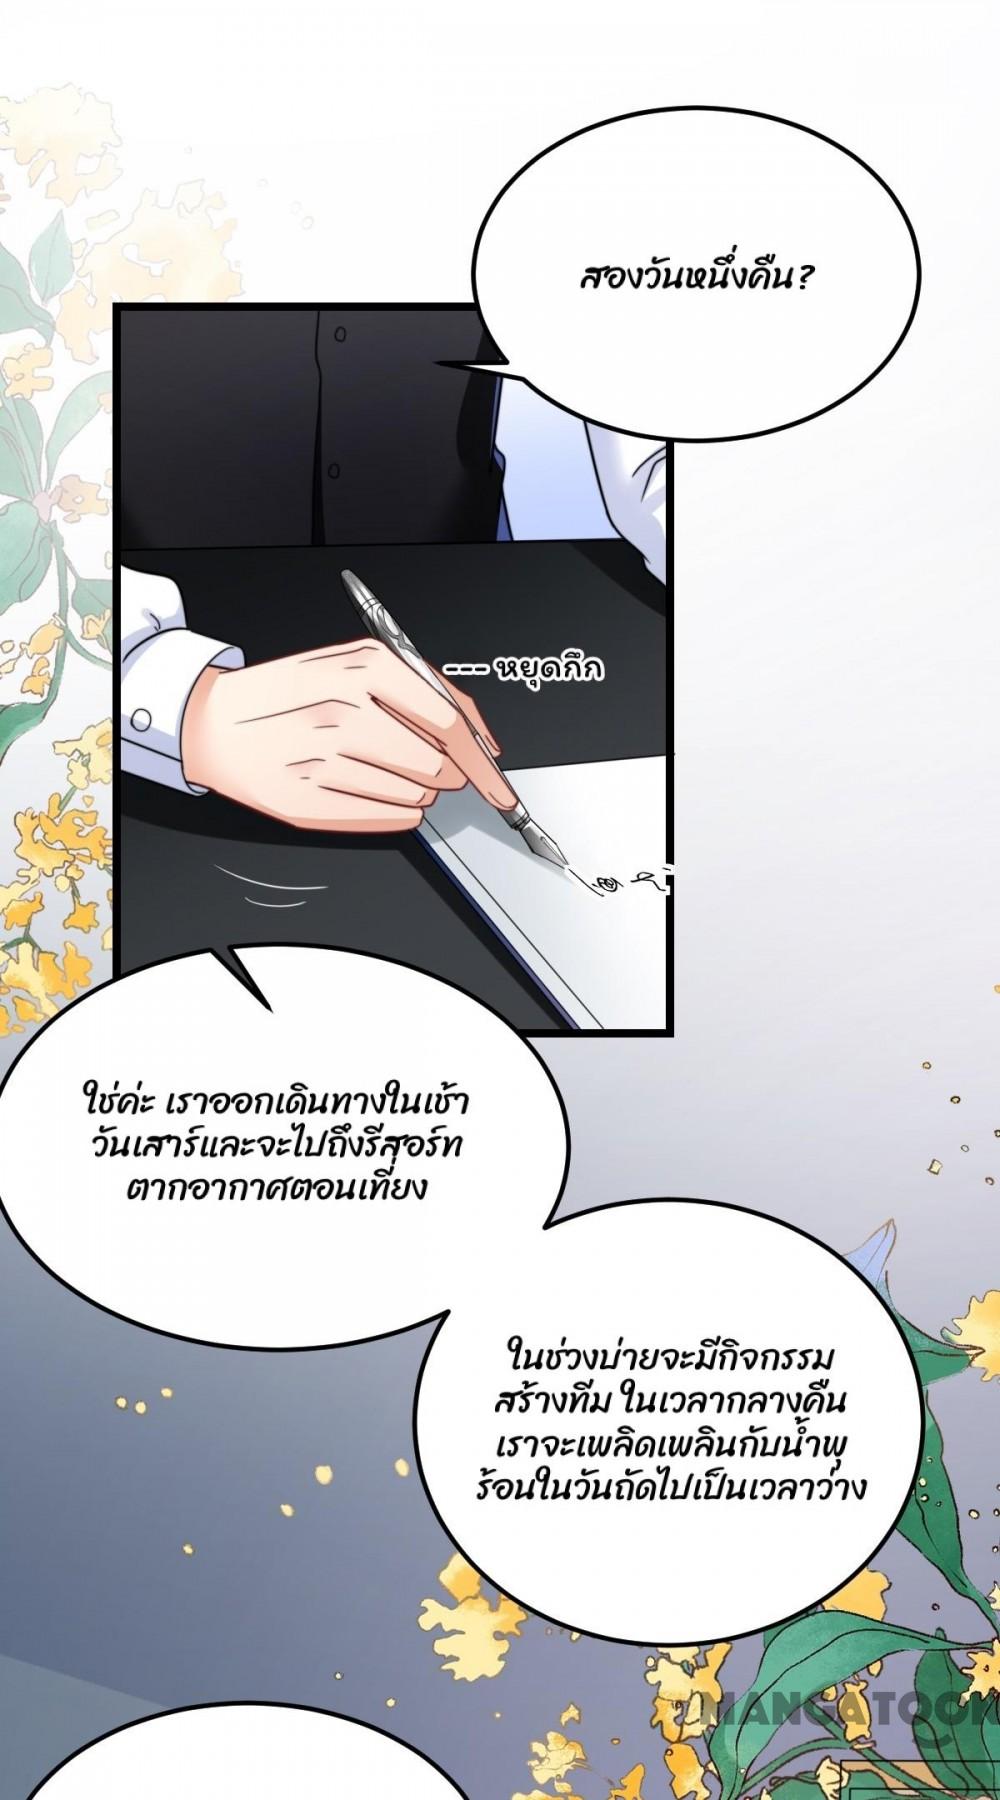 สองวันหนึ่งคืน?
--- หยุดกึก
ใช่ค่ะ เราออกเดินทางในเช้า
วันเสาร์และจะไปถึงรีสอร์ท
ตากอากาศตอนเที่ยง
ในช่วงบ่ายจะมีกิจกรรม
สร้างทีม ในเวลากลางคืน
เราจะเพลิดเพลินกับน้ำพุ
ร้อนในวันถัดไปเป็นเวลาว่าง
MANGATOON